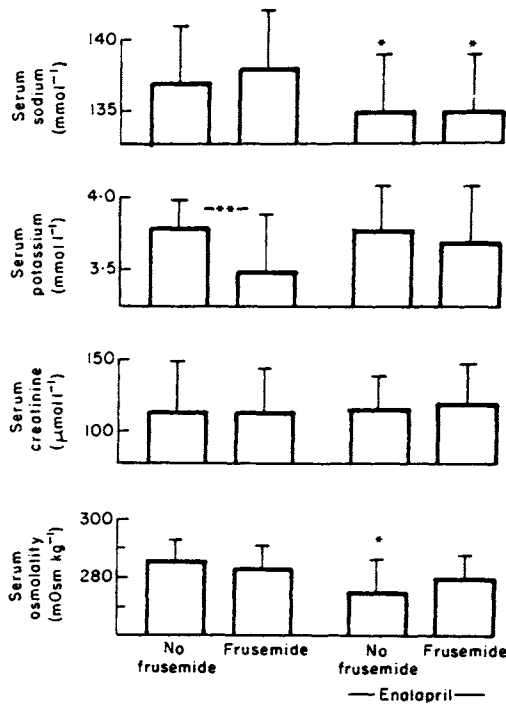 Serum
sodium
(mmol⁻¹)
140
135
*
*
Serum
potassium
(mmol l⁻¹)
4·0
3·5
-**-
Serum
creatinine
(μmol l⁻¹)
150
100
Serum
osmolality
(mOsm kg⁻¹)
300
280
*
No
frusemide
Frusemide
No
frusemide
Frusemide
— Enalapril —